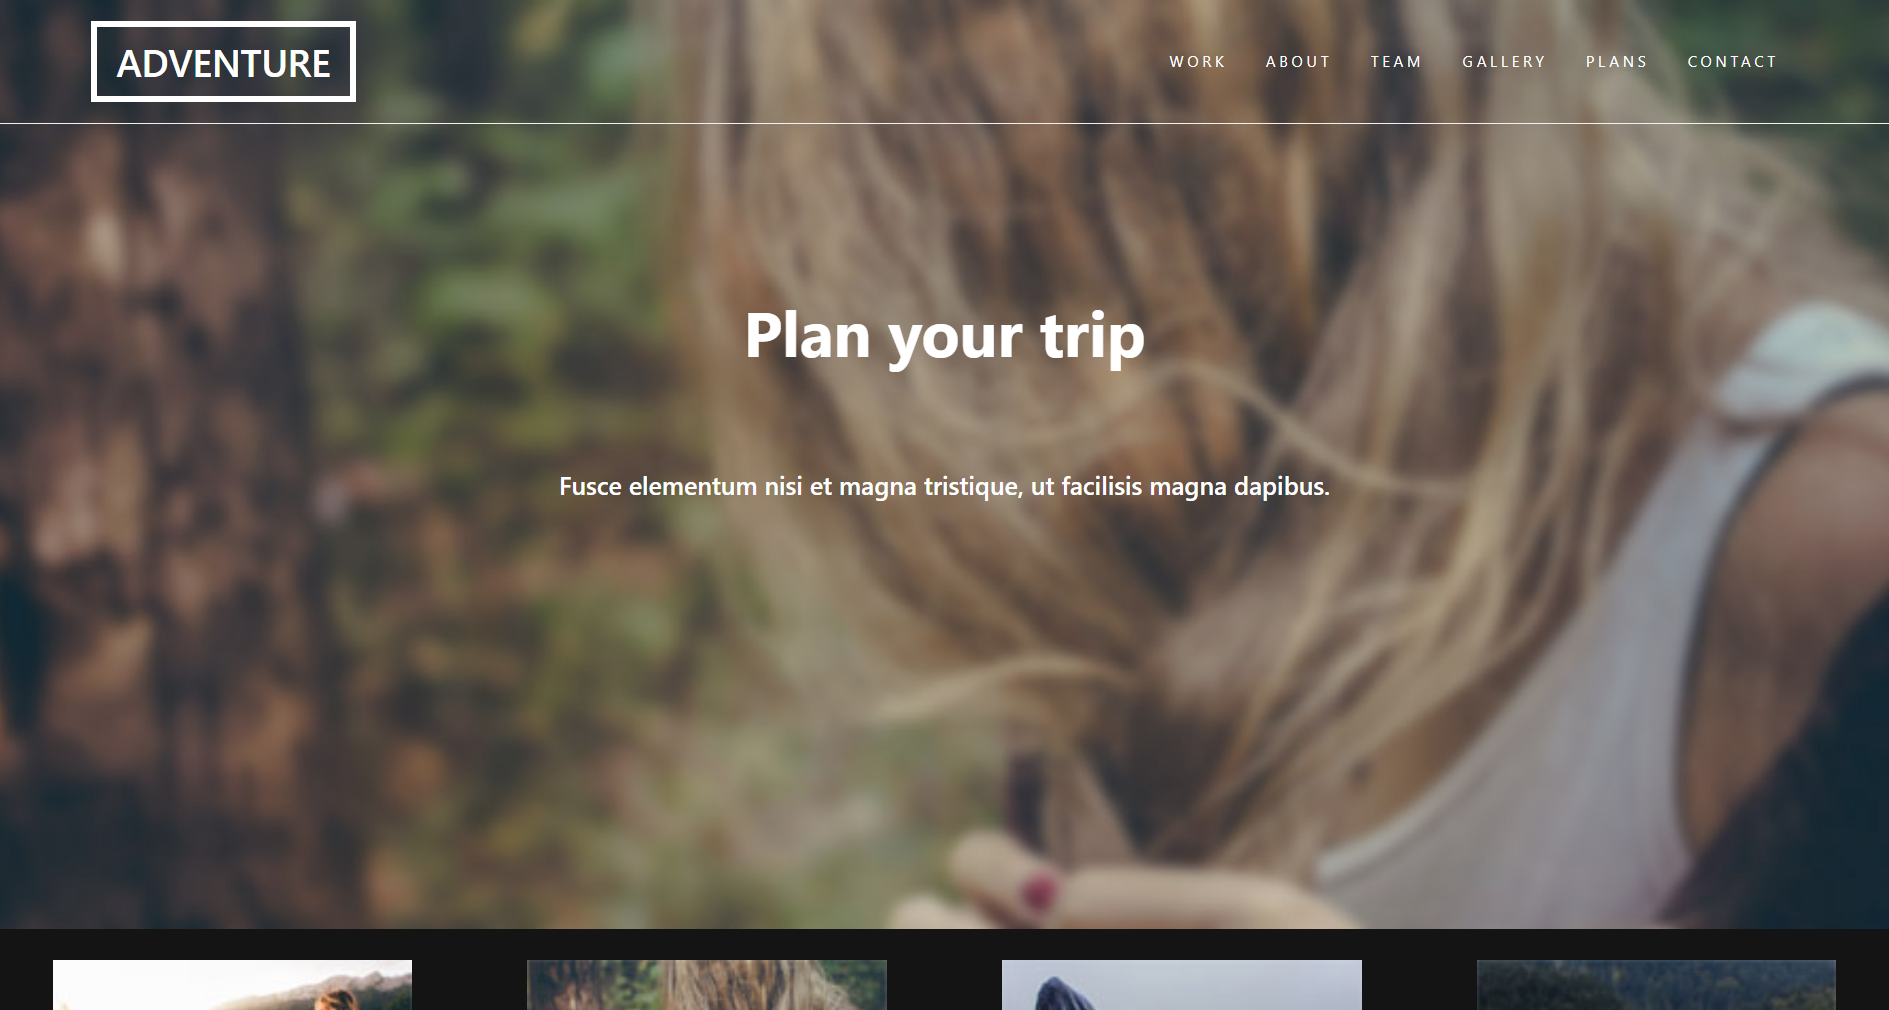 ADVENTURE
WORK ABOUT TEAM GALLERY PLANS CONTACT
Plan your trip
Fusce elementum nisi et magna tristique, ut facilisis magna dapibus.